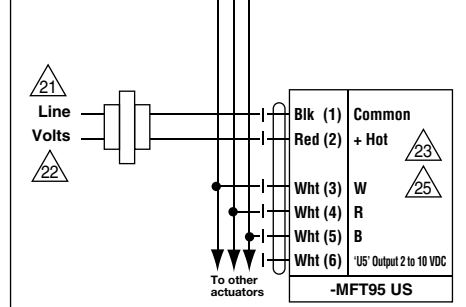 21
Line
Volts
22
Blk (1) Common
Red (2) + Hot
23
25
Wht (3) W
Wht (4) R
Wht (5) B
Wht (6) 'U5' Output 2 to 10 VDC
To other
actuators
-MFT95 US